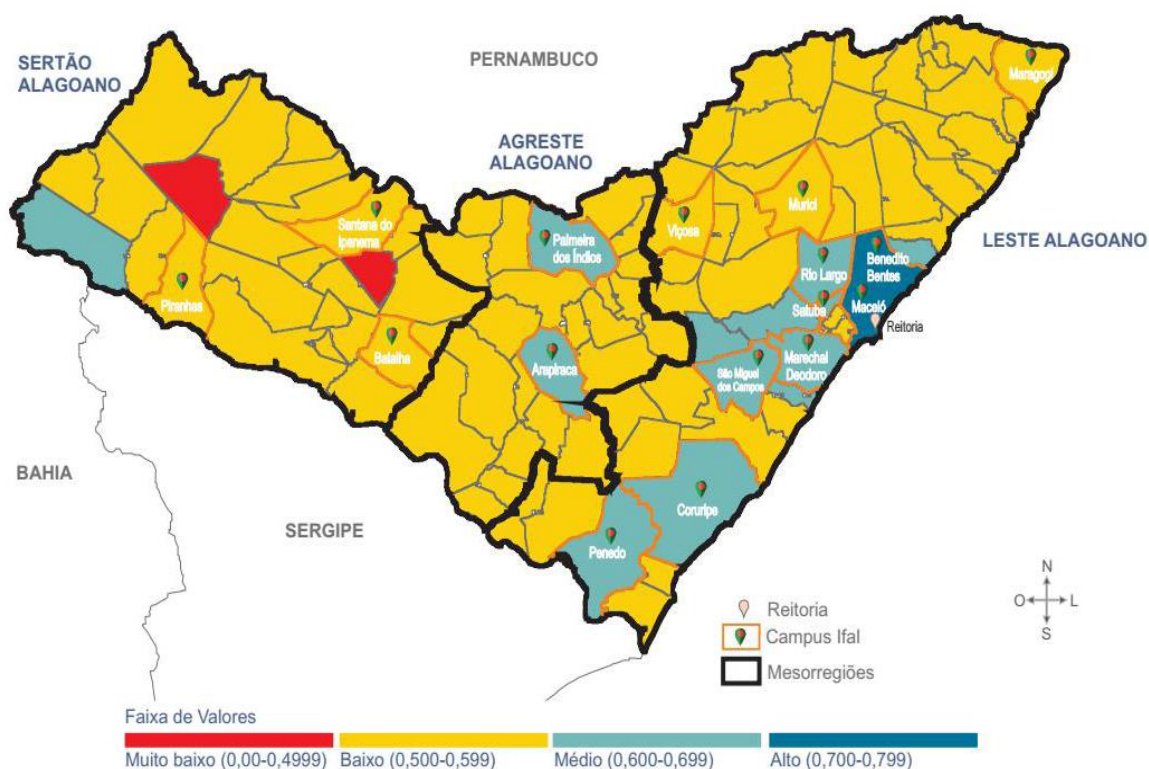 SERTÃO
ALAGOANO
PERNAMBUCO
AGRESTE
ALAGOANO
LESTE ALAGOANO
Maragogi
Santana do
Ipanema
Palmeira
dos Índios
Viçosa
Murici
Rio Largo
Benedito
Bentes
Satuba
Maceió
Reitoria
Piranhas
Batalha
Arapiraca
São Miguel
dos Campos
Marechal
Deodoro
BAHIA
SERGIPE
Coruripe
Penedo
N
O
L
S
Reitoria
Campus Ifal
Mesorregiões
Faixa de Valores
Muito baixo (0,00-0,4999)
Baixo (0,500-0,599)
Médio (0,600-0,699)
Alto (0,700-0,799)